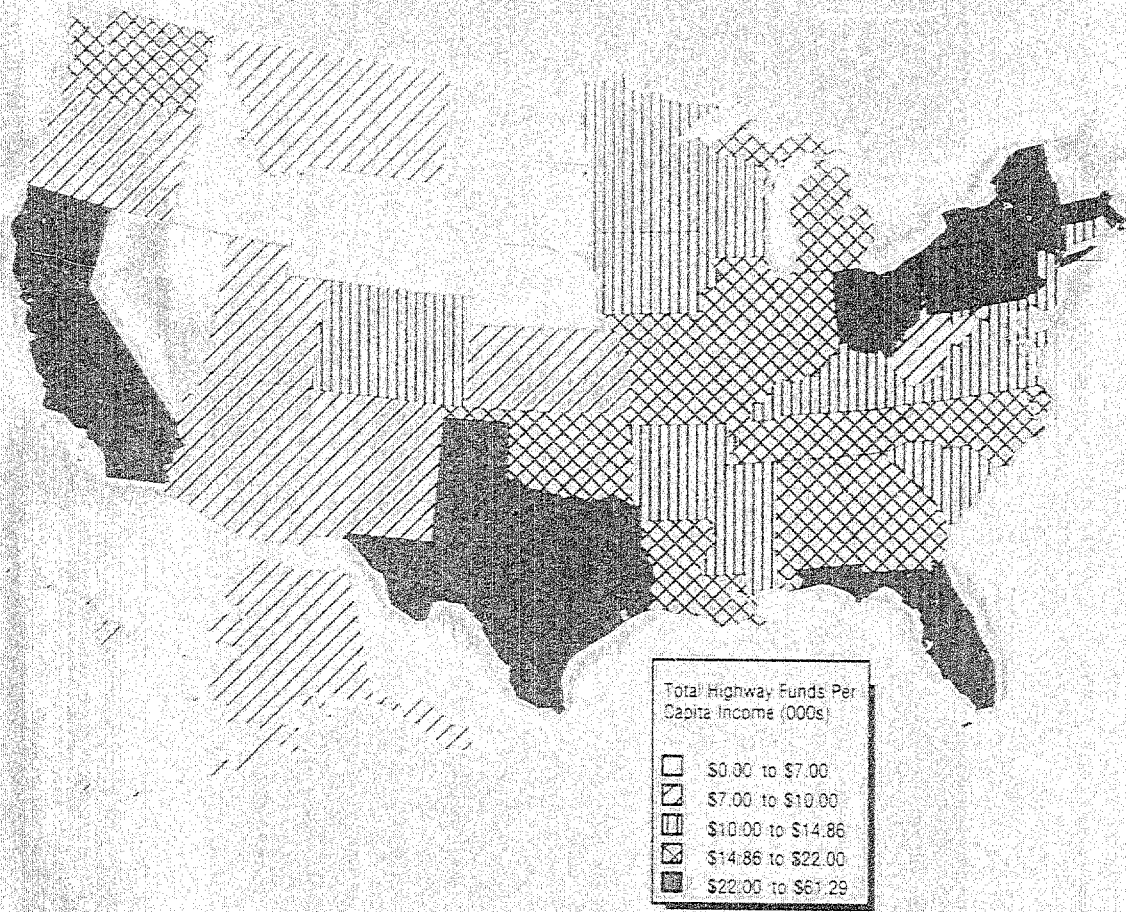 Total Highway Funds Per
Capita Income (000s)
$0.00 to $7.00
$7.00 to $10.00
$10.00 to $14.86
$14.86 to $22.00
$22.00 to $61.29